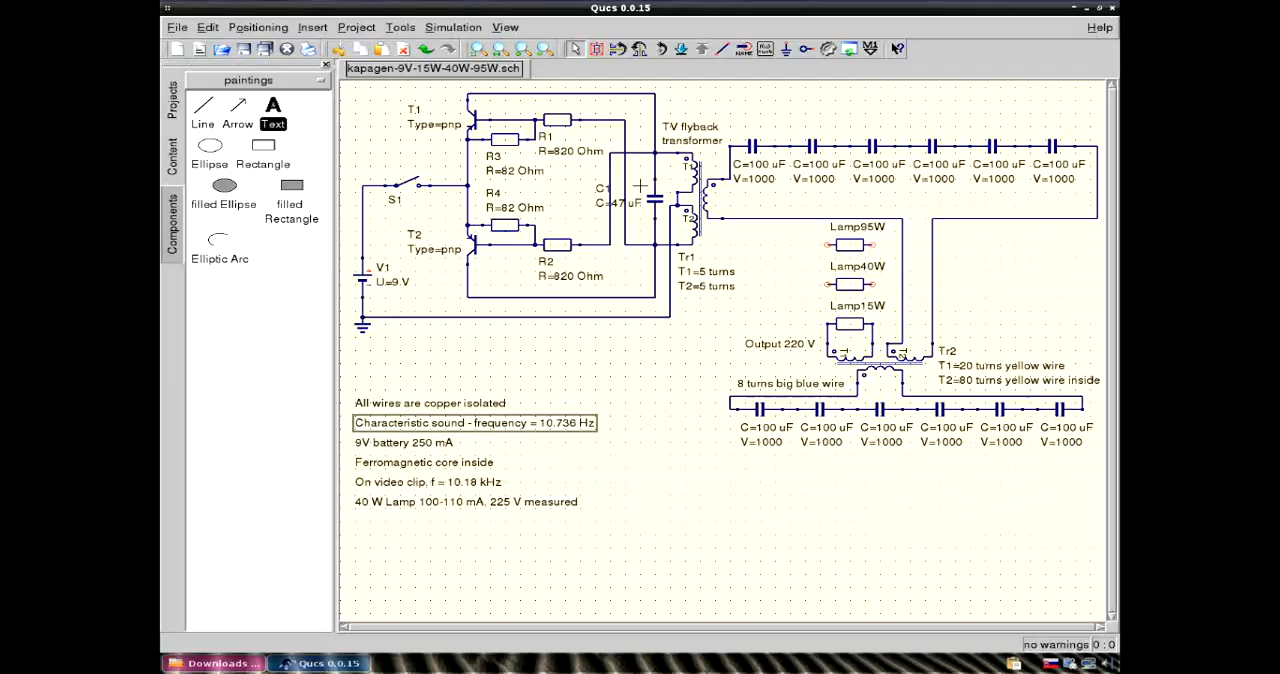 Qucs 0.0.15
File Edit Positioning Insert Project Tools Simulation View Help
kapagen-9V-15W-40W-95W.sch
Projects
Content
Components
paintings
Line Arrow Text
Ellipse Rectangle
filled Ellipse filled Rectangle
Elliptic Arc
T1
Type=pnp
R1
R=820 Ohm
R3
R=82 Ohm
R4
R=82 Ohm
S1
C1
C=47 uF
T2
Type=pnp
R2
R=820 Ohm
V1
U=9 V
TV flyback
transformer
T1
T2
Tr1
T1=5 turns
T2=5 turns
C=100 uF C=100 uF C=100 uF C=100 uF C=100 uF C=100 uF
V=1000 V=1000 V=1000 V=1000 V=1000 V=1000
Lamp95W
Lamp40W
Lamp15W
Output 220 V
T1
T2
Tr2
T1=20 turns yellow wire
T2=80 turns yellow wire inside
8 turns big blue wire
C=100 uF C=100 uF C=100 uF C=100 uF C=100 uF C=100 uF
V=1000 V=1000 V=1000 V=1000 V=1000 V=1000
All wires are copper isolated
Characteristic sound - frequency = 10.736 Hz
9V battery 250 mA
Ferromagnetic core inside
On video clip, f = 10.18 kHz
40 W Lamp 100-110 mA, 225 V measured
no warnings 0 : 0
Downloads ... Qucs 0.0.15